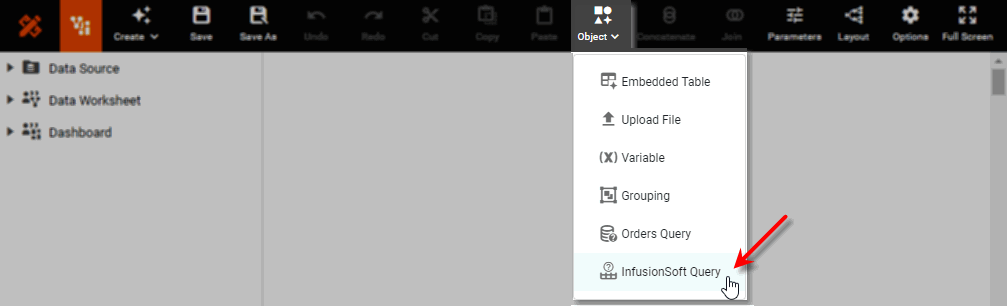 Create Save Save As Undo Redo Cut Copy Paste Object Concatenate Join Parameters Layout Options Full Screen
Data Source
Data Worksheet
Dashboard
Embedded Table
Upload File
(X) Variable
Grouping
Orders Query
InfusionSoft Query